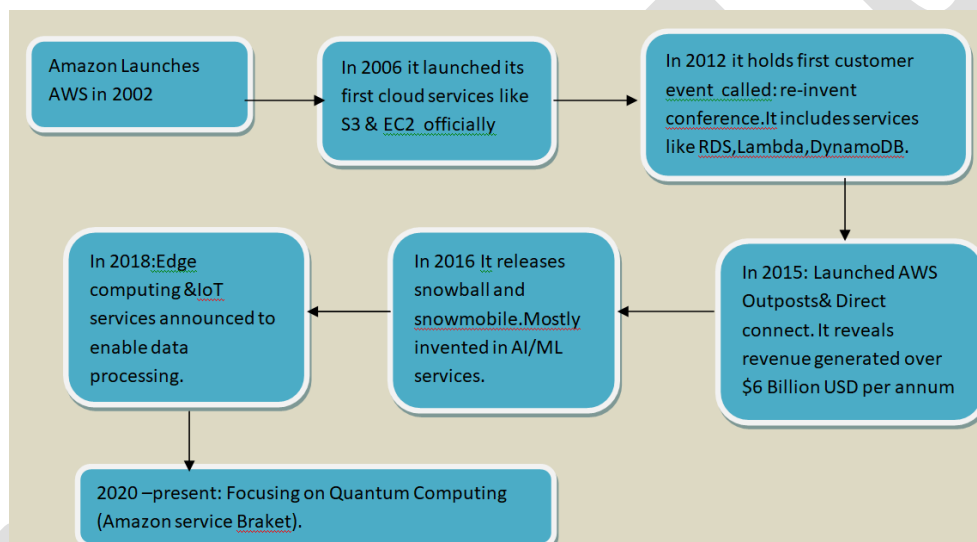 Amazon Launches
AWS in 2002
In 2006 it launched its
first cloud services like
S3 & EC2  officially
In 2012 it holds first customer
event  called: re-invent
conference.It includes services
like RDS,Lambda,DynamoDB.
In 2015: Launched AWS
Outposts& Direct
connect. It reveals
revenue generated over
$6 Billion USD per annum
In 2016 It releases
snowball and
snowmobile.Mostly
invented in AI/ML
services.
In 2018:Edge
computing &IoT
services announced to
enable data
processing.
2020 –present: Focusing on Quantum Computing
(Amazon service Braket).